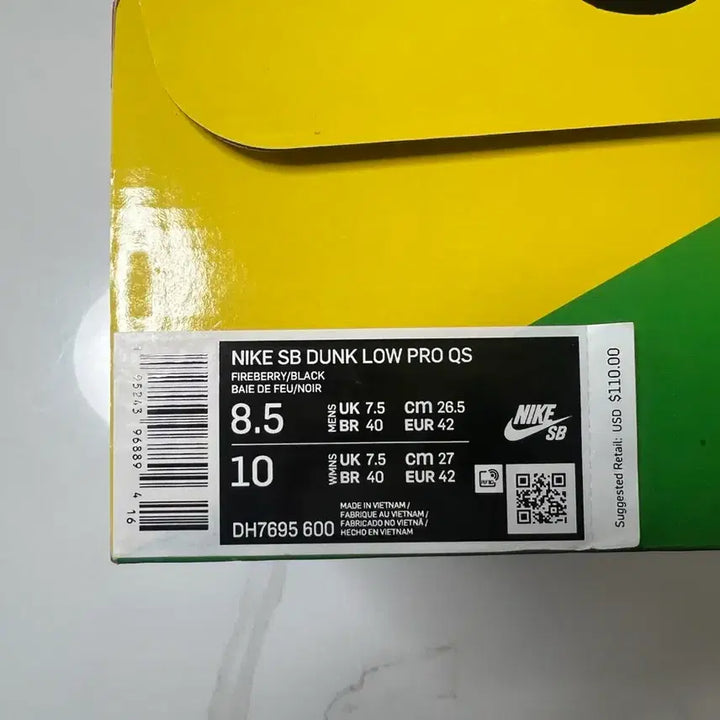 NIKE SB DUNK LOW PRO QS
FIREBERRY/BLACK
BAIE DE FEU/NOIR
8.5 MENS UK 7.5 cm 26.5
BR 40 EUR 42
10 WMNS UK 7.5 cm 27
BR 40 EUR 42
DH7695 600
MADE IN VIETNAM /
FABRIQUE AU VIETNAM /
FABRICADO NO VIETNÃ /
HECHO EN VIETNAM
NIKE
SB
1 95243 96889 4 16
Suggested Retail: USD $110.00